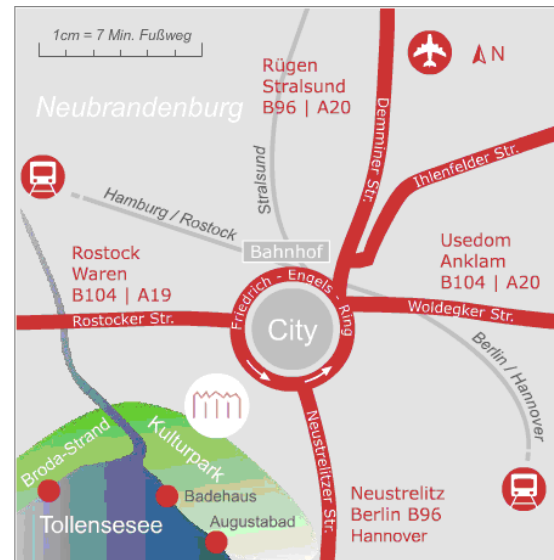 1cm = 7 Min. Fußweg
N
Rügen
Stralsund
B96 | A20
Neubrandenburg
Demminer Str.
Ihlenfelder Str.
Stralsund
Hamburg / Rostock
Bahnhof
Rostock
Waren
B104 | A19
Usedom
Anklam
B104 | A20
Friedrich - Engels - Ring
Rostocker Str.
City
Woldegker Str.
Berlin / Hannover
Neustrelitzer Str.
Broda-Strand
Kulturpark
Badehaus
Tollensesee
Augustabad
Neustrelitz
Berlin B96
Hannover